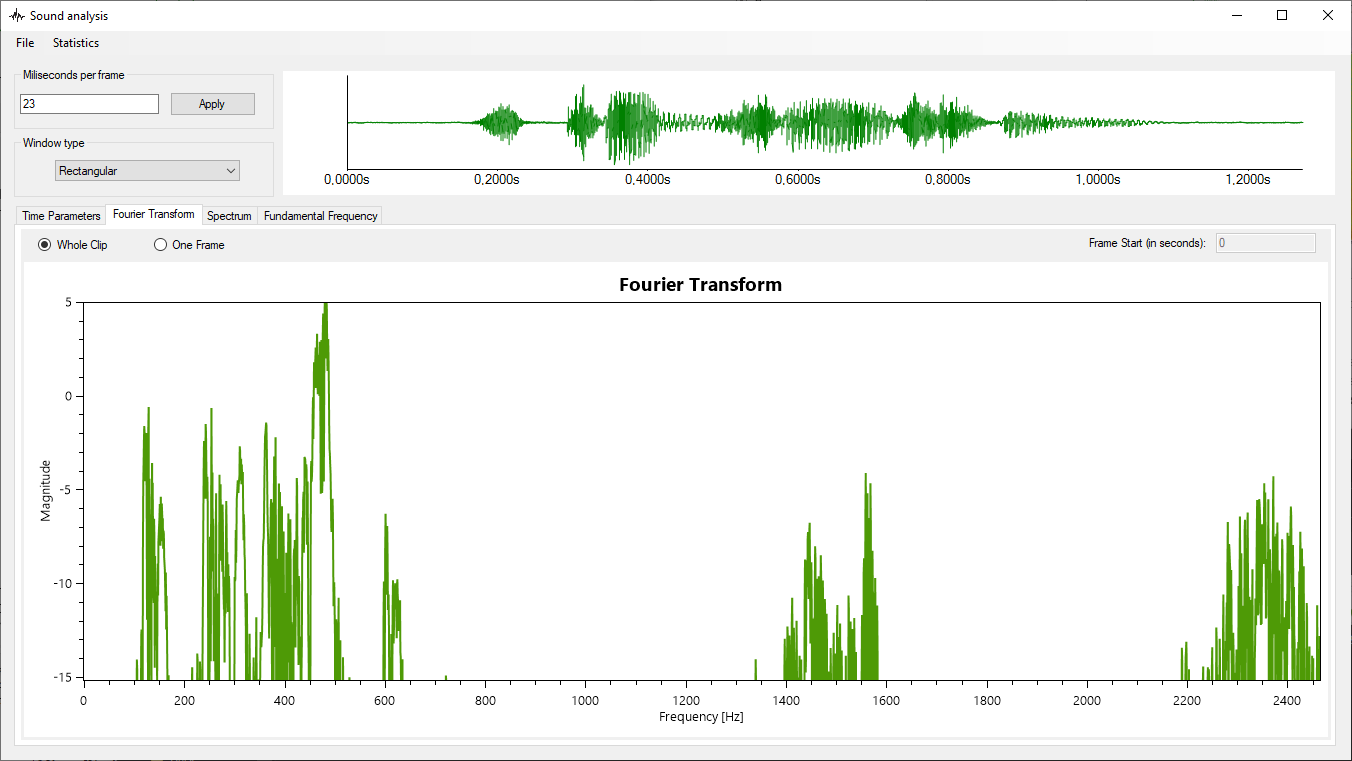 Sound analysis
File Statistics
Miliseconds per frame
23 Apply
Window type
Rectangular
0,0000s 0,2000s 0,4000s 0,6000s 0,8000s 1,0000s 1,2000s
Time Parameters Fourier Transform Spectrum Fundamental Frequency
Whole Clip One Frame Frame Start (in seconds): 0
Fourier Transform
5
0
-5
-10
-15
Magnitude
0 200 400 600 800 1000 1200 1400 1600 1800 2000 2200 2400
Frequency [Hz]